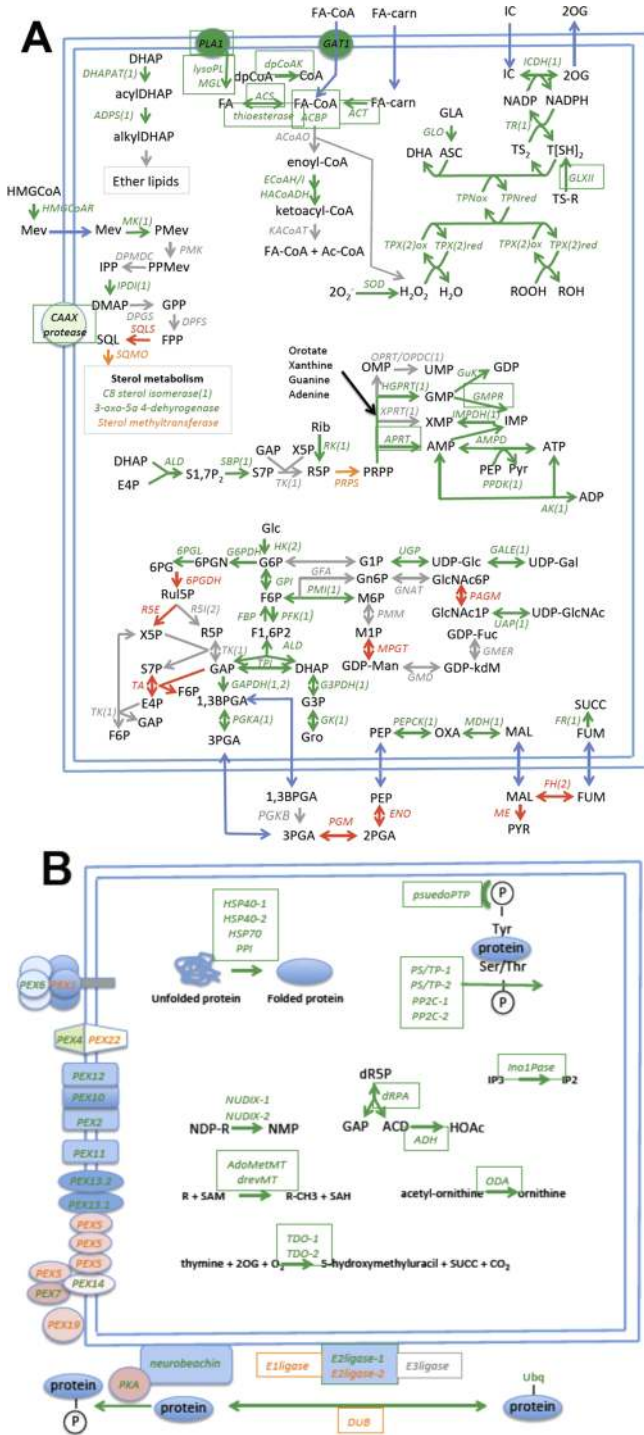 A
FA-CoA FA-carn IC 2OG
PLA1 GAT1
DHAP
DHAPAT(1)
acylDHAP
ADPS(1)
alkylDHAP
Ether lipids
lysoPL
MGL
dpCoAK
dpCoA CoA
ACS
FA FA-CoA FA-carn
thioesterase ACBP ACT
ACoAO
enoyl-CoA
ECoAH/I
HACoADH
ketoacyl-CoA
KACoAT
FA-CoA + Ac-CoA
ICDH(1)
IC 2OG
NADP NADPH
TR(1)
TS2 T[SH]2
GLXII
TS-R
GLA
GLO
DHA ASC
TPNox TPNred
TPX(2)ox TPX(2)red TPX(2)ox TPX(2)red
SOD
2O2- H2O2 H2O ROOH ROH
HMGCoA
HMGCoAR
Mev Mev MK(1) PMev
PMK
DPMDC
IPP PPMev
IPDI(1)
DMAP GPP
DPGS DPFS
CAAX
protease
SQL SQLS FPP
SQMO
Sterol metabolism
C8 sterol isomerase(1)
3-oxo-5a 4-dehyrogenase
Sterol methyltransferase
Orotate
Xanthine
Guanine
Adenine
OPRT/OPDC(1)
OMP UMP
GuK GDP
HGPRT(1)
GMP GMPR
XPRT(1) IMPDH(1)
XMP IMP
APRT
AMP AMPD ATP
PEP Pyr
PPDK(1)
AK(1) ADP
Rib
GAP X5P RK(1)
DHAP ALD SBP(1)
S1,7P2 S7P R5P PRPP
E4P TK(1) PRPS
Glc
HK(2)
6PGL G6PDH
6PG 6PGN G6P G1P UGP UDP-Glc GALE(1) UDP-Gal
6PGDH GPI GFA Gn6P GNAT GlcNAc6P
Rul5P F6P PMI(1) M6P PAGM
R5E RSI(2) FBP PFK(1) PMM GlcNAc1P UDP-GlcNAc
X5P R5P F1,6P2 M1P UAP(1)
TK(1) ALD MPGT GDP-Fuc
S7P GAP TPI DHAP GDP-Man GMER
TA F6P GAPDH(1,2) G3PDH(1) GMD GDP-kdM
E4P 1,3BPGA G3P
TK(1) GAP PGKA(1) GK(1)
F6P 3PGA Gro
PEP PEPCK(1) OXA MDH(1) MAL
SUCC
FR(1)
FUM
1,3BPGA PEP MAL FH(2) FUM
PGKB ENO ME
3PGA PGM 2PGA PYR
B
HSP40-1
HSP40-2
HSP70
PPI
Unfolded protein Folded protein
psuedoPTP P
Tyr
protein
Ser/Thr
PS/TP-1
PS/TP-2
PP2C-1
PP2C-2
P
PEX6 PEX1
PEX4 PEX22
PEX12
PEX10
PEX2
PEX11
PEX13.2
PEX13.1
PEX5
PEX5
PEX5
PEX5
PEX7 PEX14
PEX19
NUDIX-1
NUDIX-2
NDP-R NMP
dR5P
dRPA
GAP ACD HOAc
ADH
Ino1Pase
IP3 IP2
AdoMetMT
drevMT
R + SAM R-CH3 + SAH
ODA
acetyl-ornithine ornithine
TDO-1
TDO-2
thymine + 2OG + O2 5-hydroxymethyluracil + SUCC + CO2
neurobeachin
PKA
E1ligase E2ligase-1
E2ligase-2 E3ligase
protein
P
protein
DUB
Ubq
protein